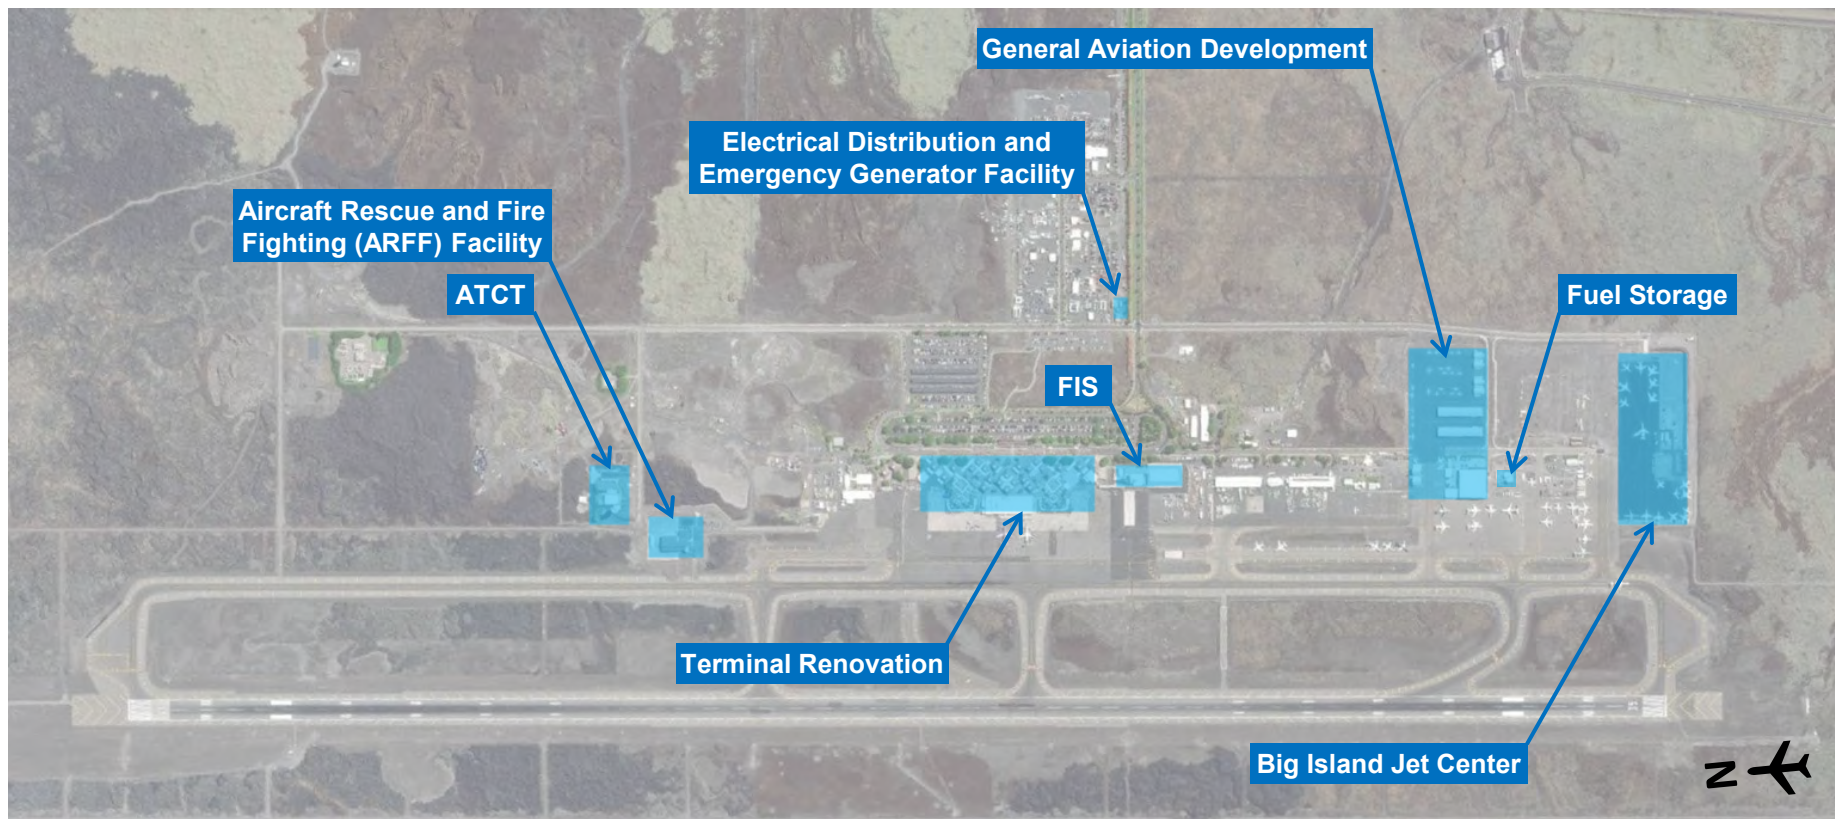 General Aviation Development
Electrical Distribution and
Emergency Generator Facility
Aircraft Rescue and Fire
Fighting (ARFF) Facility
ATCT
Fuel Storage
FIS
Terminal Renovation
Big Island Jet Center
N